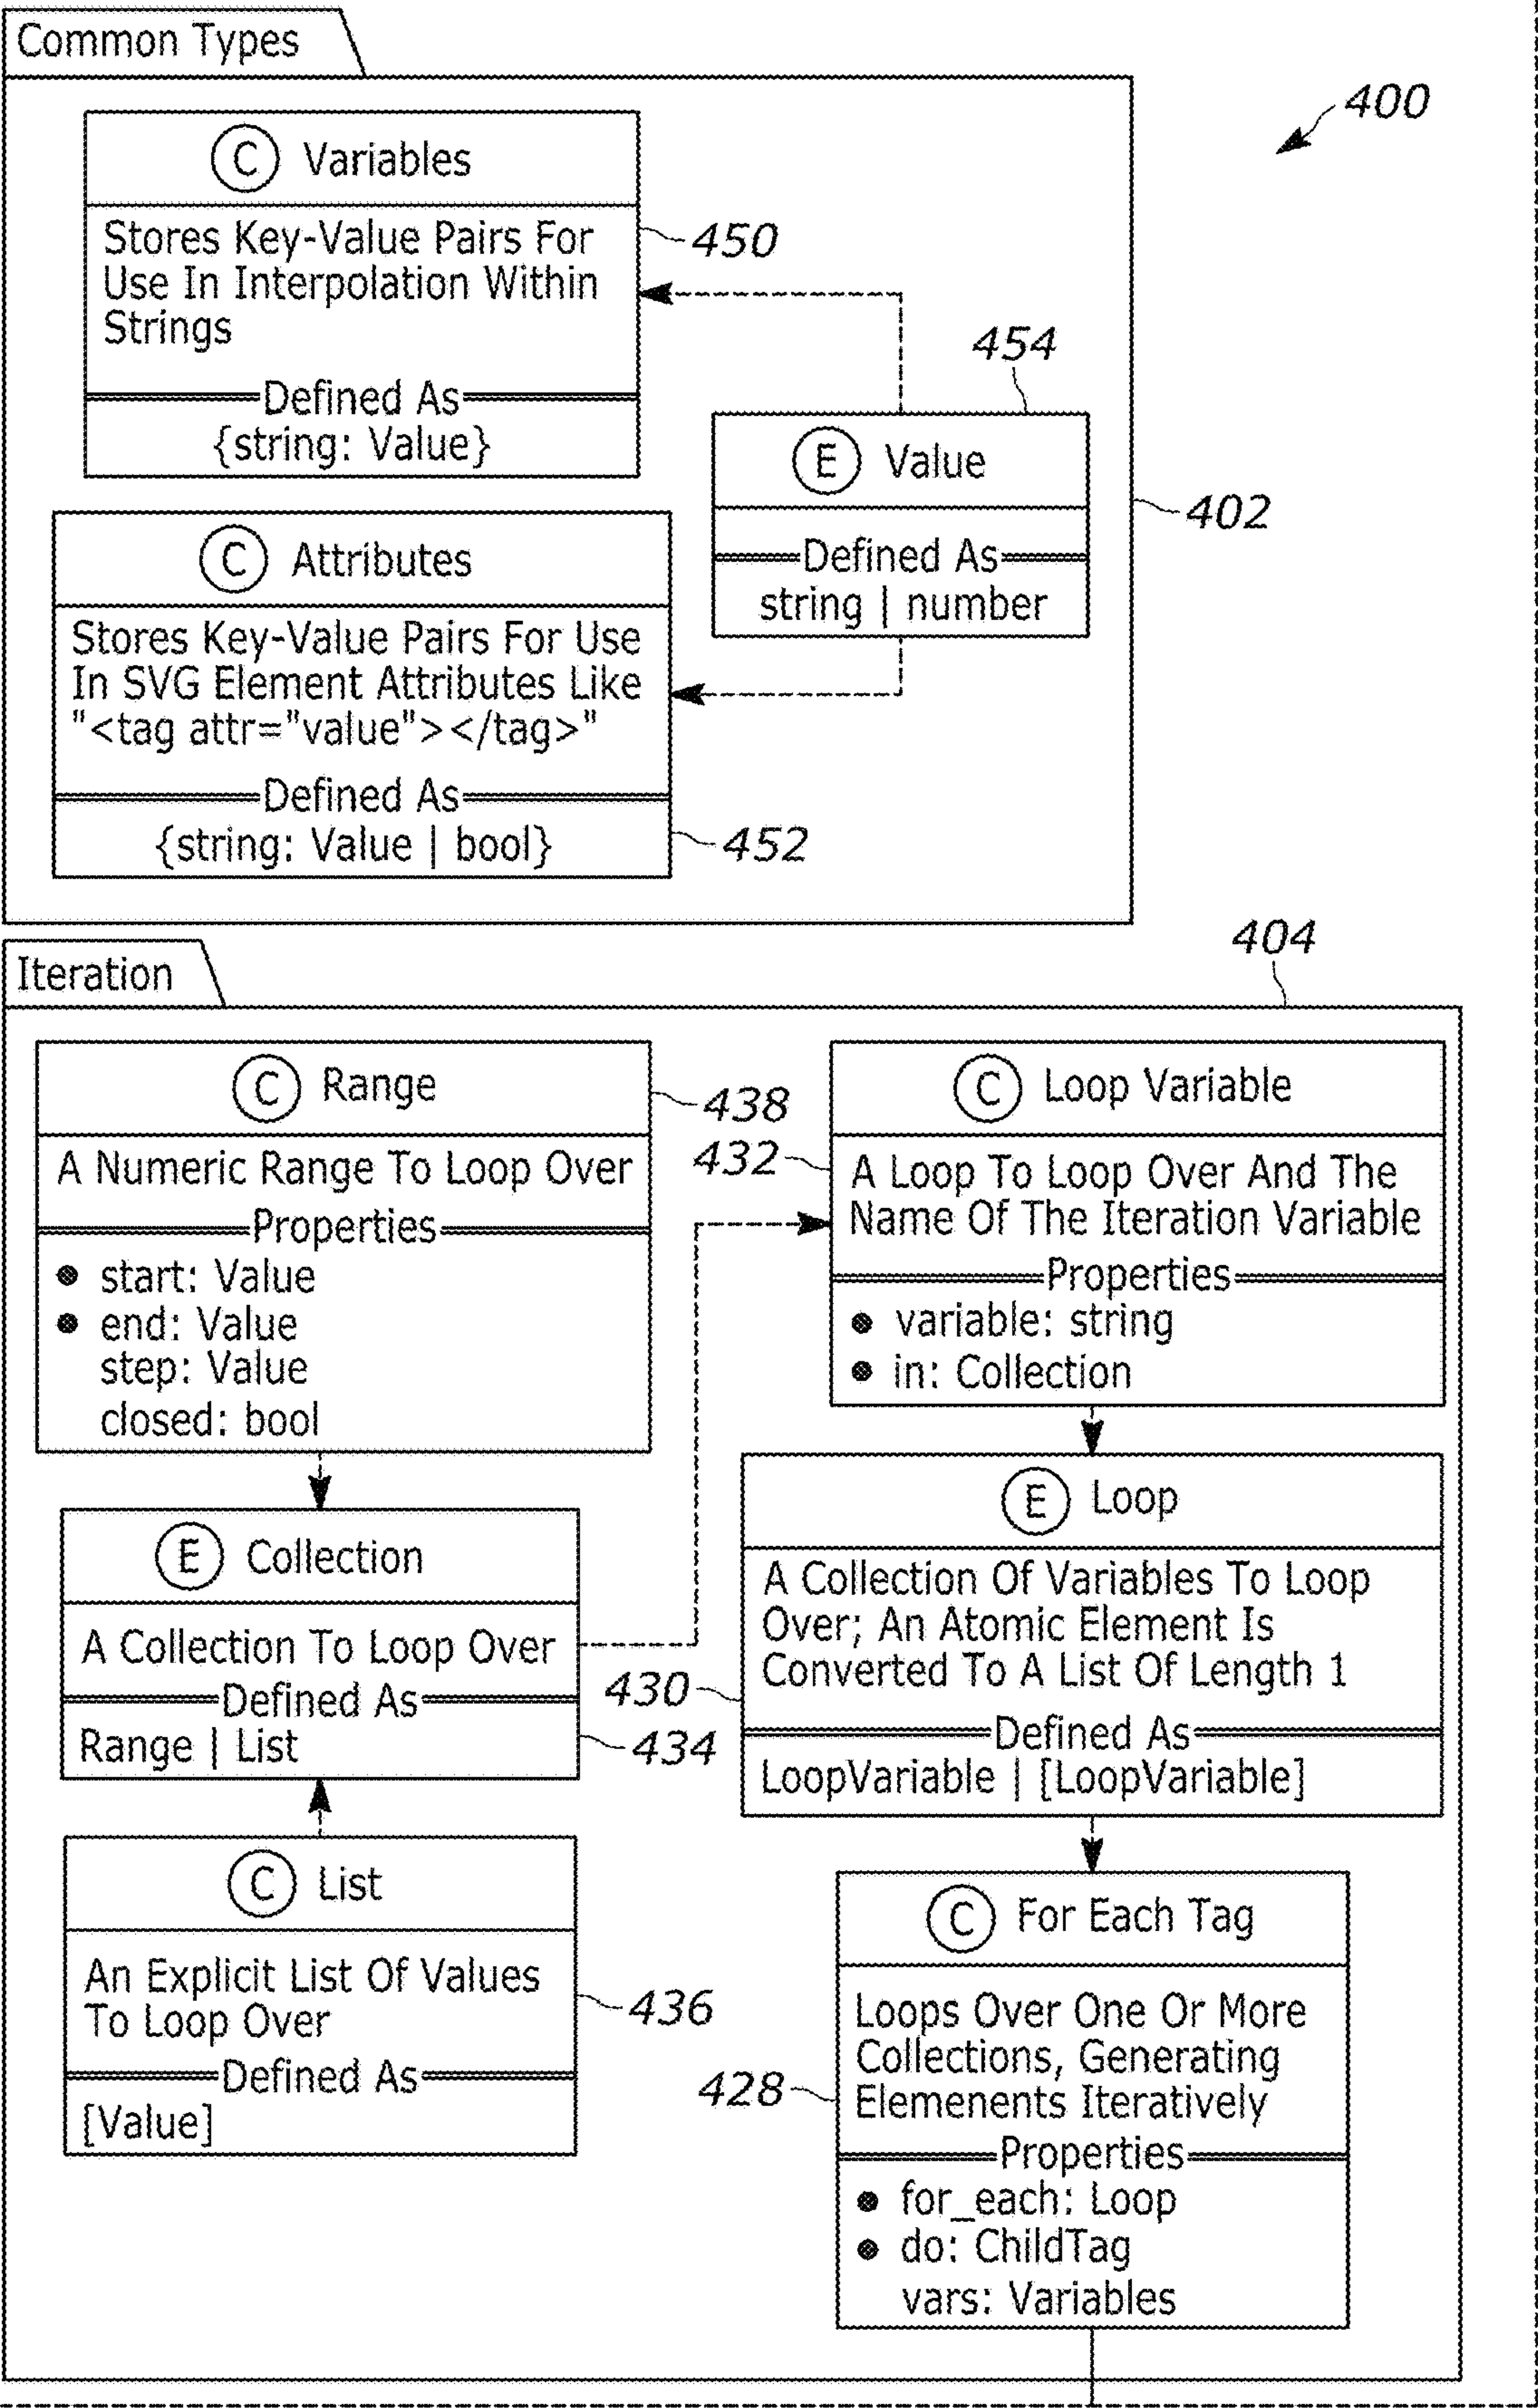 Common Types
400
C Variables
Stores Key-Value Pairs For
Use In Interpolation Within
Strings
Defined As
{string: Value}
450
454
E Value
Defined As
string | number
402
C Attributes
Stores Key-Value Pairs For Use
In SVG Element Attributes Like
"<tag attr="value"></tag>"
Defined As
{string: Value | bool}
452
404
Iteration
C Range
A Numeric Range To Loop Over
Properties
start: Value
end: Value
step: Value
closed: bool
438
C Loop Variable
432
A Loop To Loop Over And The
Name Of The Iteration Variable
Properties
variable: string
in: Collection
E Collection
A Collection To Loop Over
Defined As
Range | List
434
E Loop
A Collection Of Variables To Loop
Over; An Atomic Element Is
Converted To A List Of Length 1
430
Defined As
LoopVariable | [LoopVariable]
C List
An Explicit List Of Values
To Loop Over
Defined As
[Value]
436
C For Each Tag
Loops Over One Or More
Collections, Generating
Elemenents Iteratively
428
Properties
for_each: Loop
do: ChildTag
vars: Variables